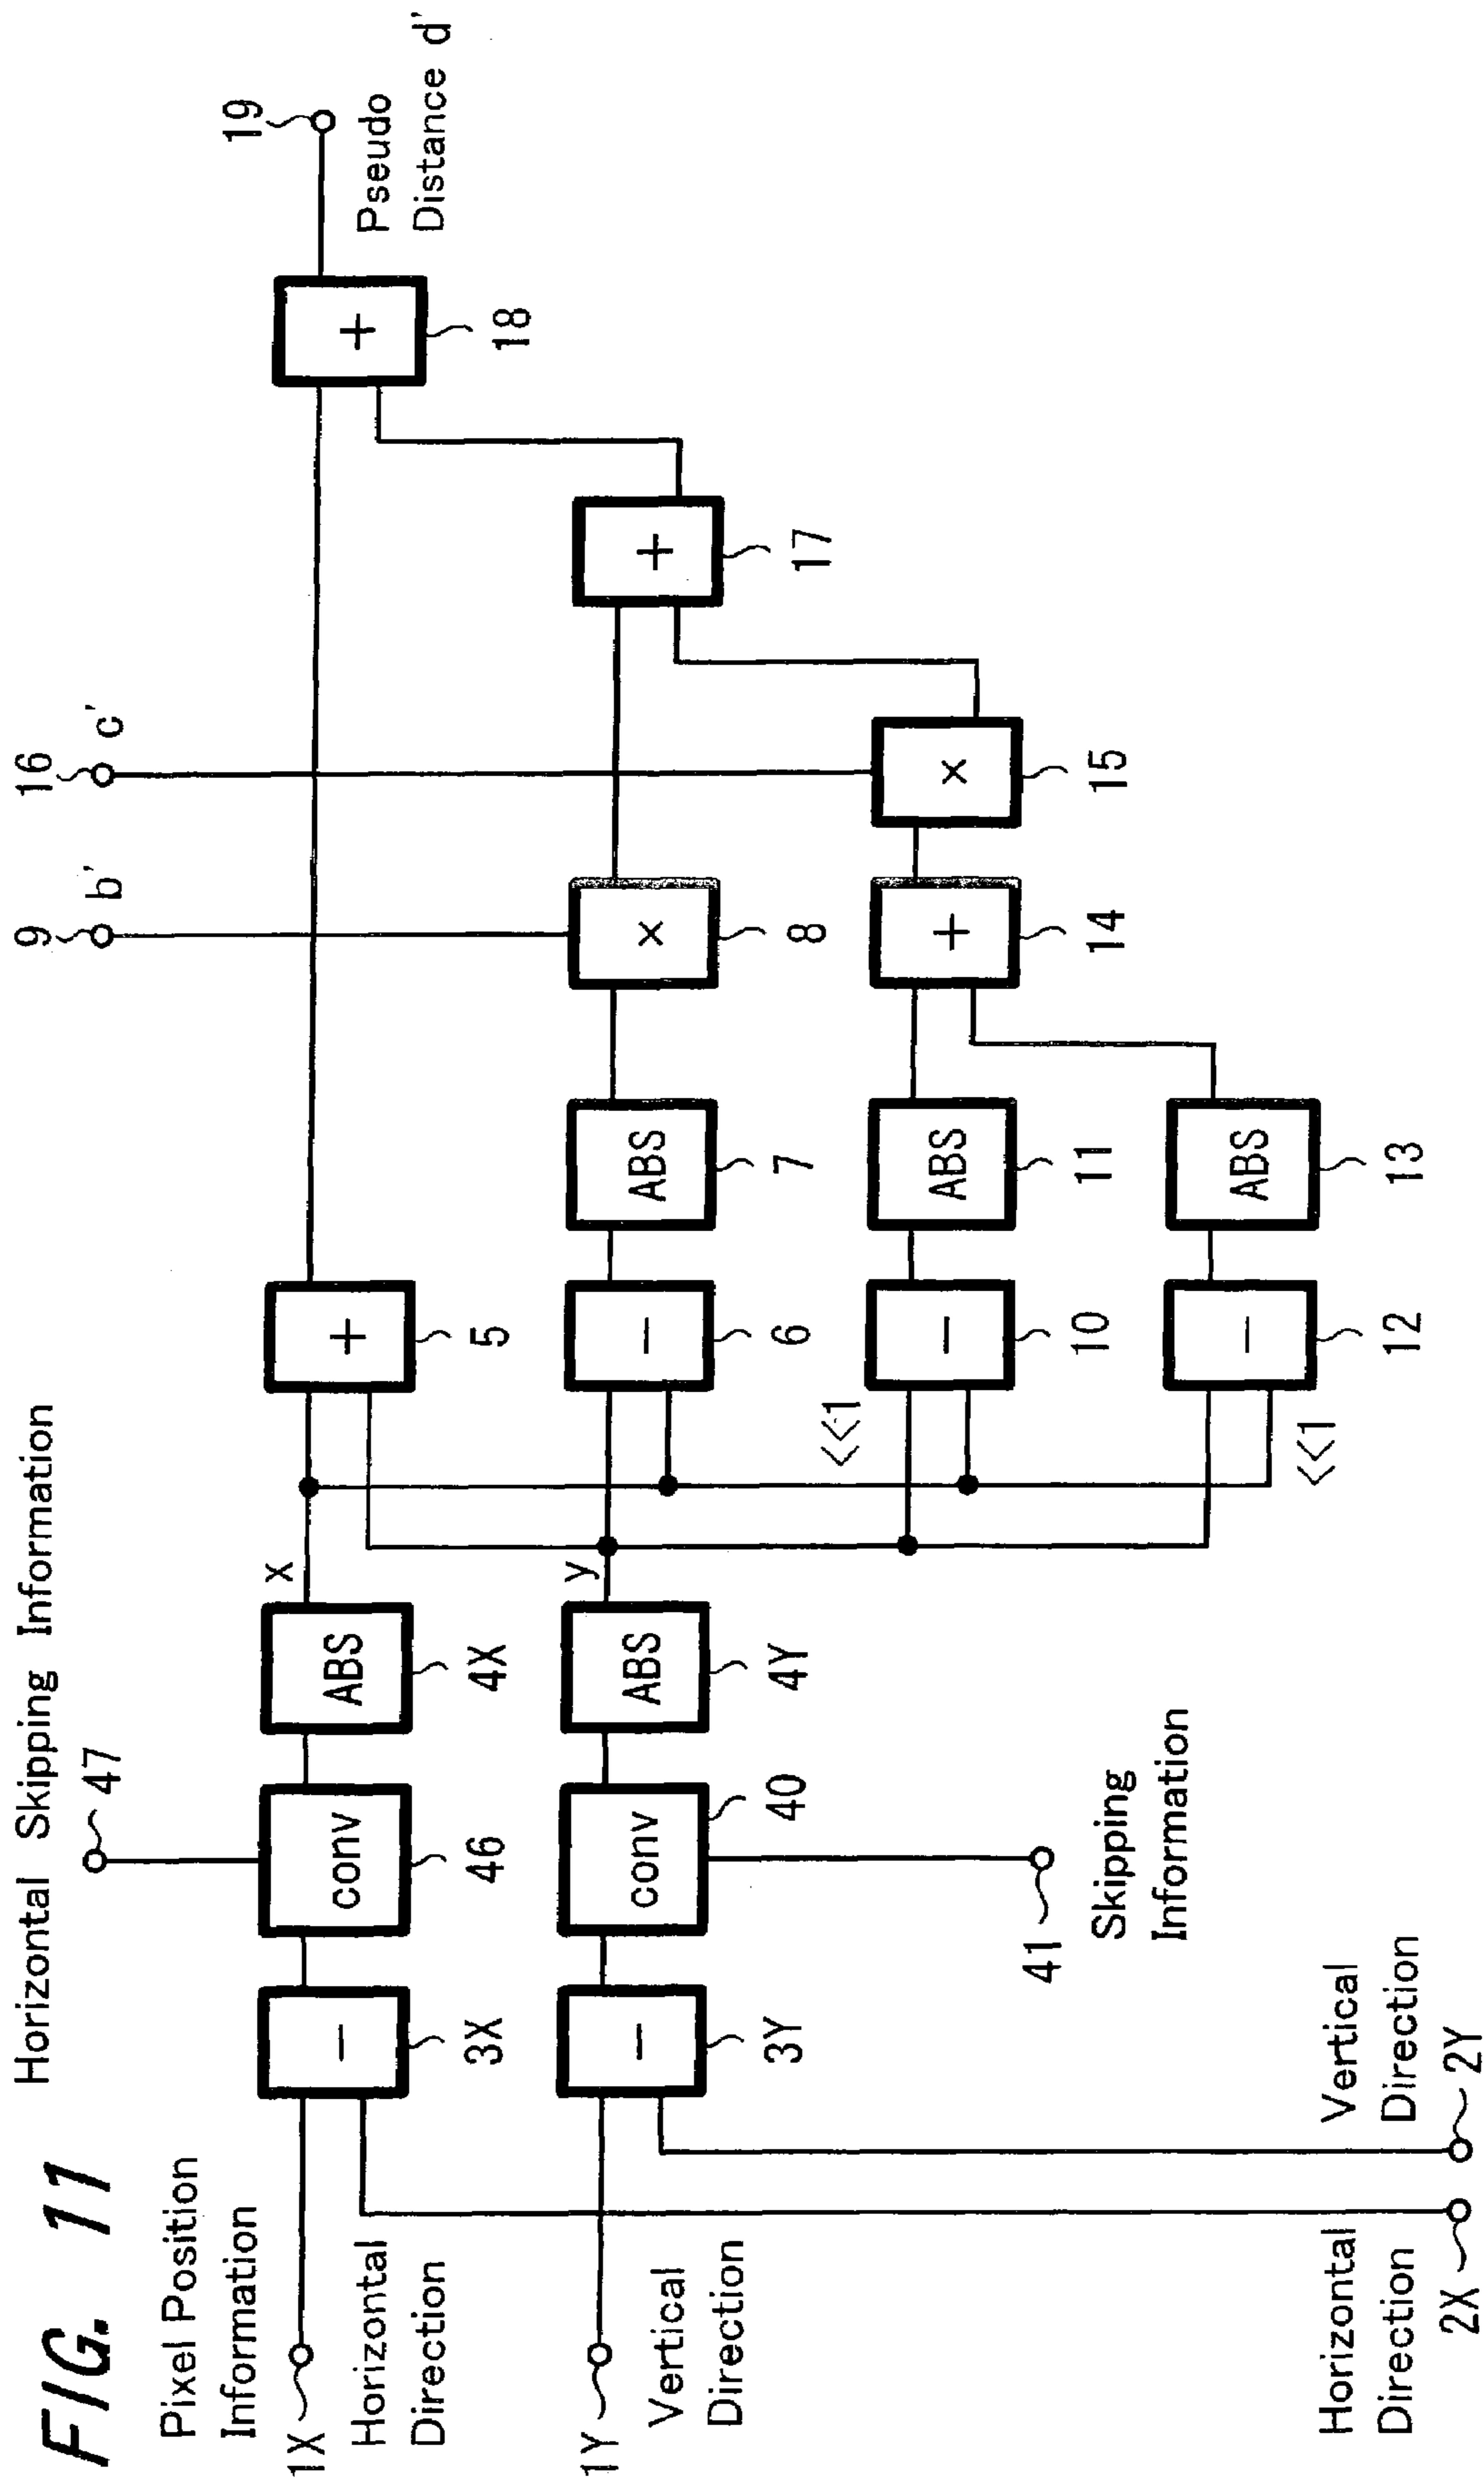 FIG. 11
Horizontal Skipping Information
47
9
b'
16
c'
19
Pseudo
Distance d'
Pixel Position
Information
1X
Horizontal
Direction
−
3X
conv
46
ABS
4X
x
+
5
+
18
1Y
Vertical
Direction
−
3Y
conv
40
ABS
4Y
y
−
6
ABS
7
×
8
+
17
41
Skipping
Information
<<1
−
10
ABS
11
+
14
×
15
<<1
−
12
ABS
13
Horizontal
Direction
2X
Vertical
Direction
2Y